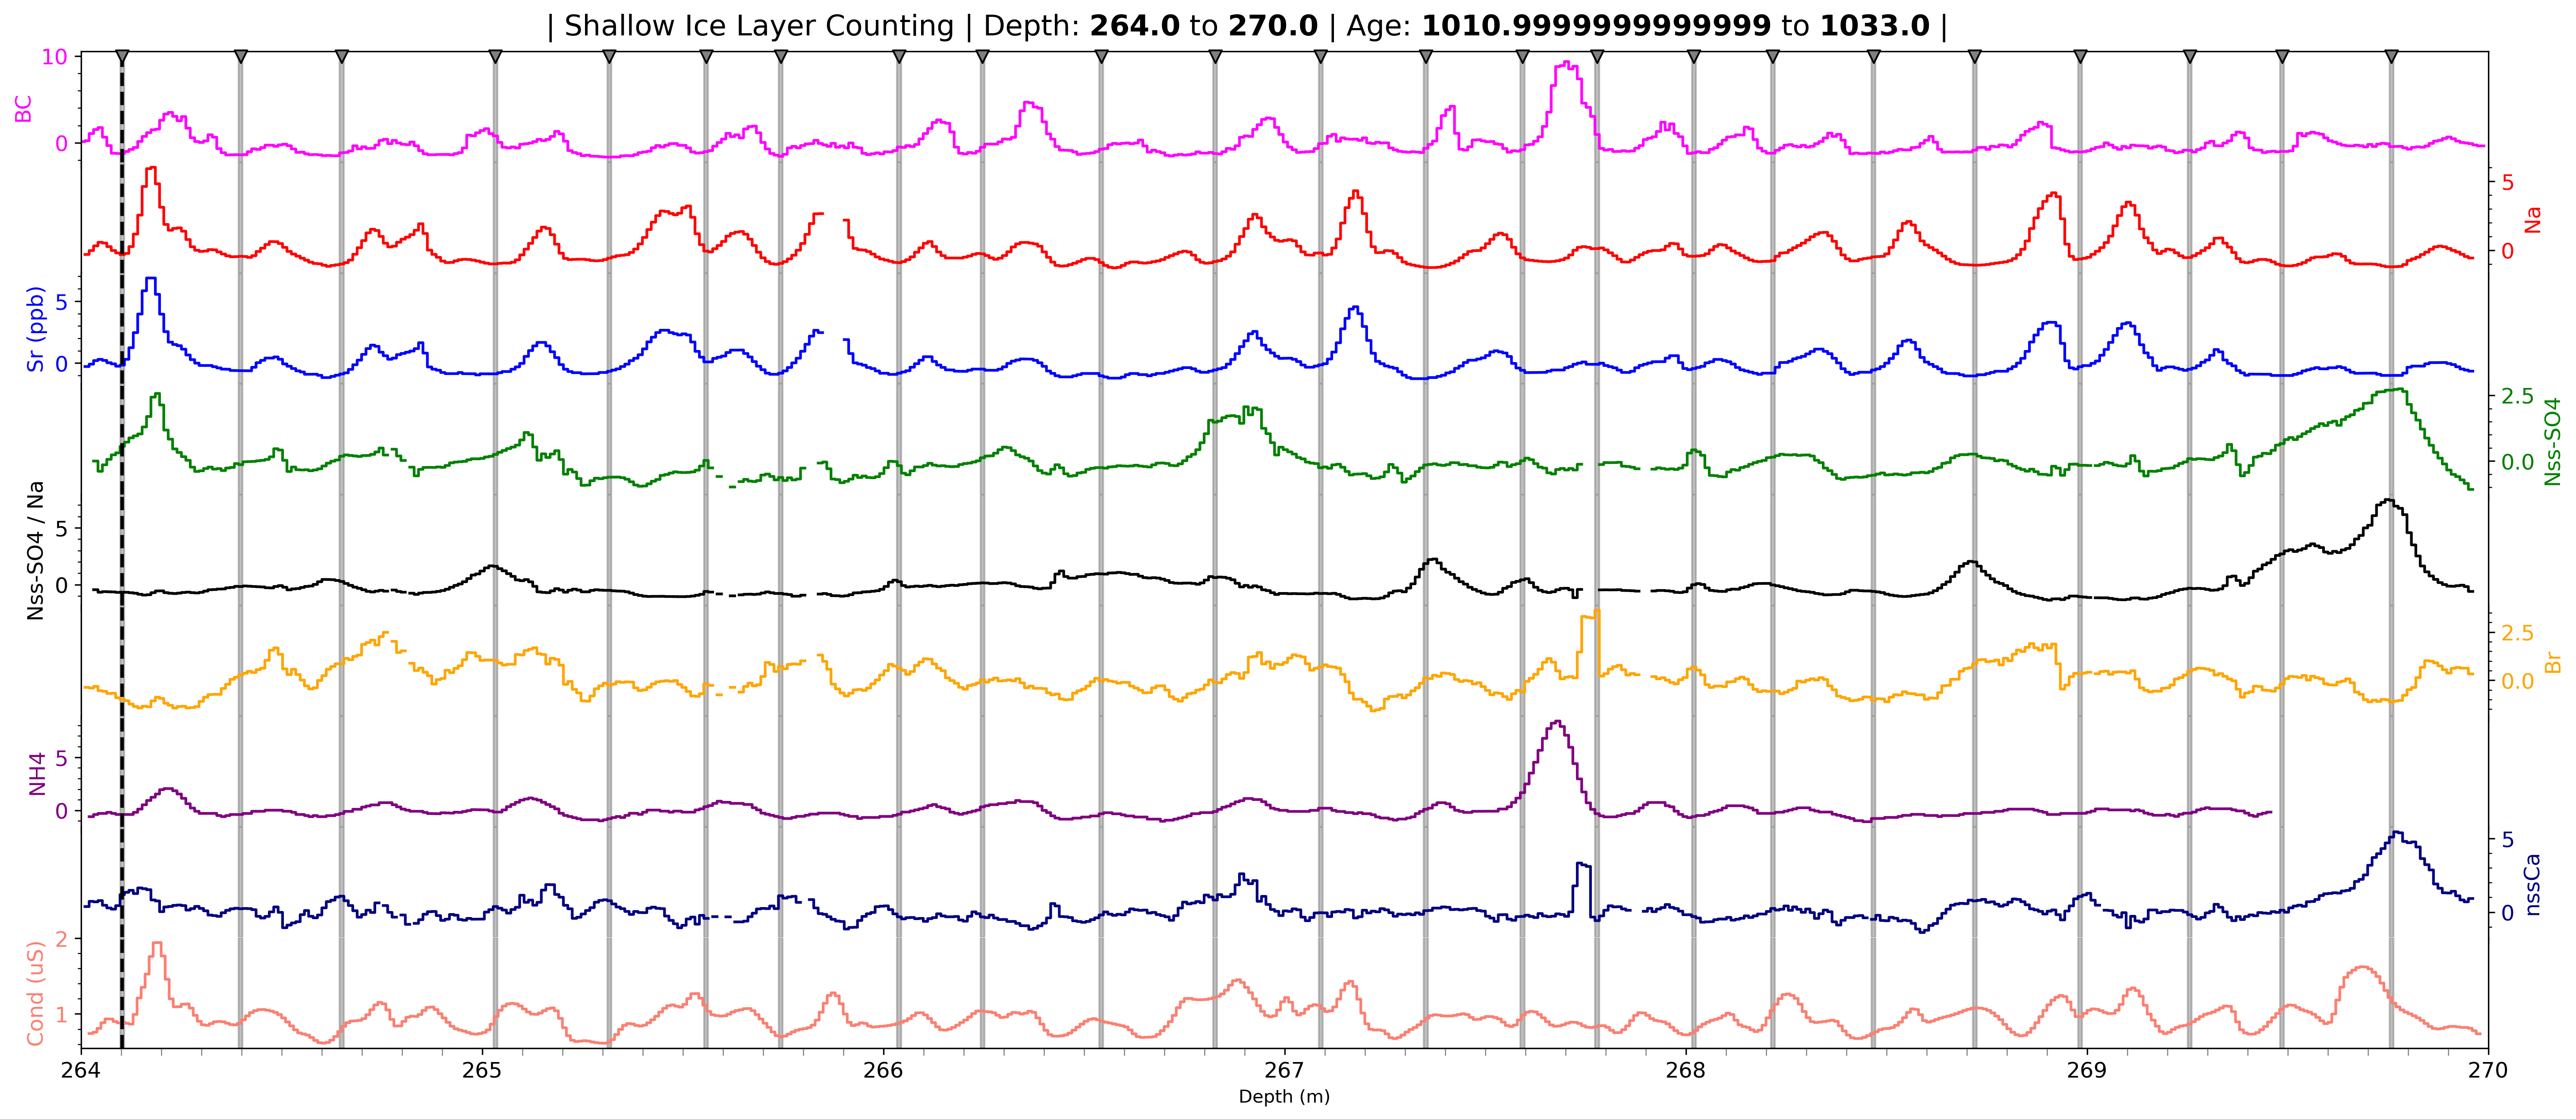 | Shallow Ice Layer Counting | Depth: 264.0 to 270.0 | Age: 1010.9999999999999 to 1033.0 |
10
BC
0
5
Na
0
Sr (ppb)
5
0
2.5
Nss-SO4
0.0
Nss-SO4 / Na
5
0
2.5
Br
0.0
NH4
5
0
5
nssCa
0
Cond (uS)
2
1
264 265 266 267 268 269 270
Depth (m)